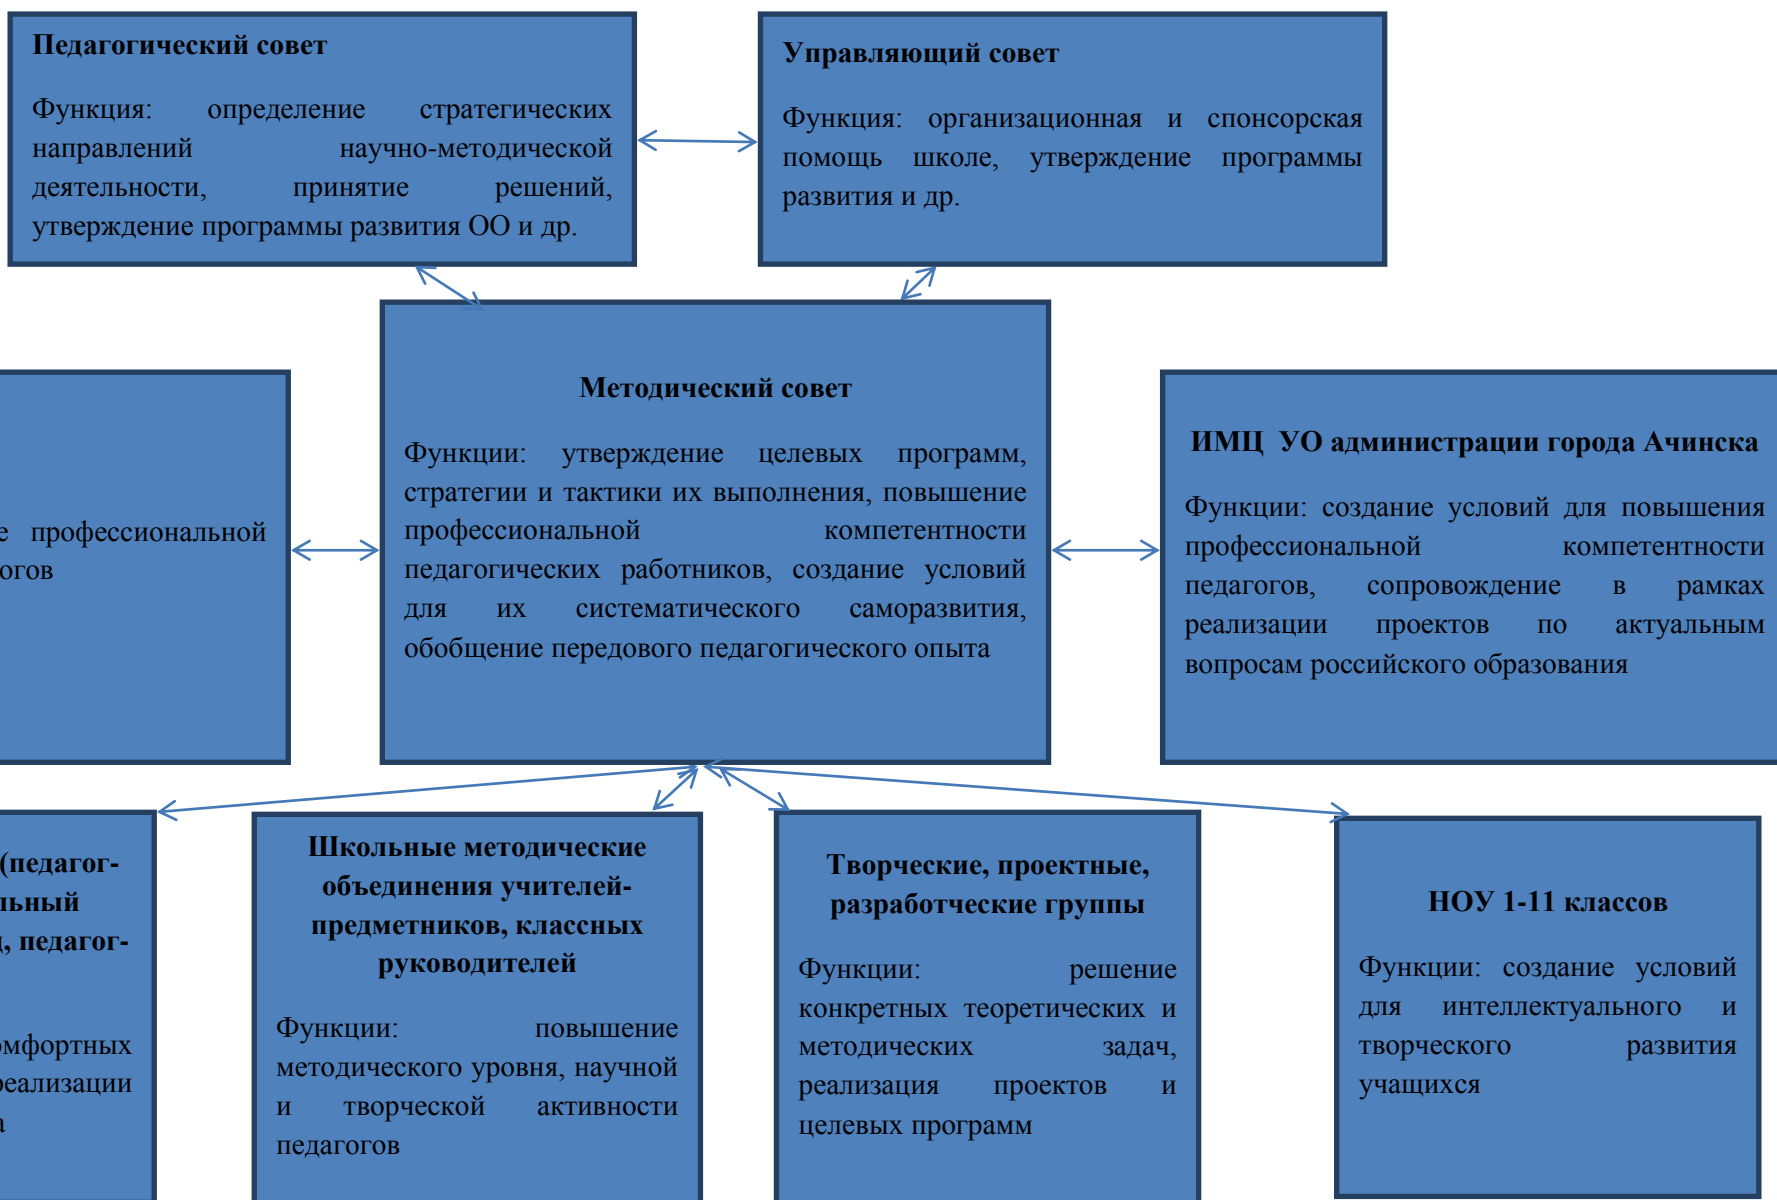 Педагогический совет
Функция: определение стратегических
направлений научно-методической
деятельности, принятие решений,
утверждение программы развития ОО и др.
Управляющий совет
Функция: организационная и спонсорская
помощь школе, утверждение программы
развития и др.
профессиональной
Методический совет
Функции: утверждение целевых программ,
стратегии и тактики их выполнения, повышение
профессиональной компетентности
педагогических работников, создание условий
для их систематического саморазвития,
обобщение передового педагогического опыта
ИМЦ УО администрации города Ачинска
Функции: создание условий для повышения
профессиональной компетентности
педагогов, сопровождение в рамках
реализации проектов по актуальным
вопросам российского образования
(педагог-
педагог-
реализации
Школьные методические
объединения учителей-
предметников, классных
руководителей
Функции: повышение
методического уровня, научной
и творческой активности
педагогов
Творческие, проектные,
разработческие группы
Функции: решение
конкретных теоретических и
методических задач,
реализация проектов и
целевых программ
НОУ 1-11 классов
Функции: создание условий
для интеллектуального и
творческого развития
учащихся